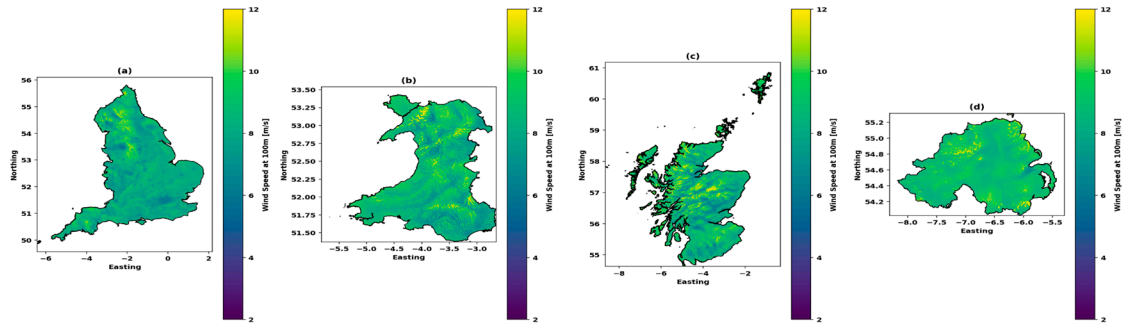 (a)
56
55
54
53
52
51
50
Northing
−6 −4 −2 0 2
Easting
12
10
8
6
4
2
Wind Speed at 100m [m/s]
(b)
53.50
53.25
53.00
52.75
52.50
52.25
52.00
51.75
51.50
Northing
−5.5 −5.0 −4.5 −4.0 −3.5 −3.0
Easting
12
10
8
6
4
2
Wind Speed at 100m [m/s]
(c)
61
60
59
58
57
56
55
Northing
−8 −6 −4 −2
Easting
12
10
8
6
4
2
Wind Speed at 100m [m/s]
(d)
55.2
55.0
54.8
54.6
54.4
54.2
Northing
−8.0 −7.5 −7.0 −6.5 −6.0 −5.5
Easting
12
10
8
6
4
2
Wind Speed at 100m [m/s]